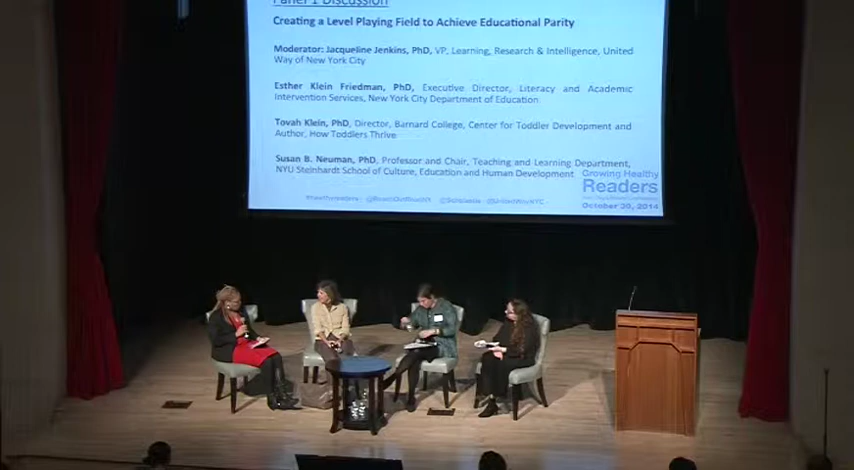 Panel 1 Discussion
Creating a Level Playing Field to Achieve Educational Parity
Moderator: Jacqueline Jenkins, PhD, VP, Learning, Research & Intelligence, United
Way of New York City
Esther Klein Friedman, PhD, Executive Director, Literacy and Academic
Intervention Services, New York City Department of Education
Tovah Klein, PhD, Director, Barnard College, Center for Toddler Development and
Author, How Toddlers Thrive
Susan B. Neuman, PhD, Professor and Chair, Teaching and Learning Department,
NYU Steinhardt School of Culture, Education and Human Development
Growing Healthy
Readers
October 30, 2014